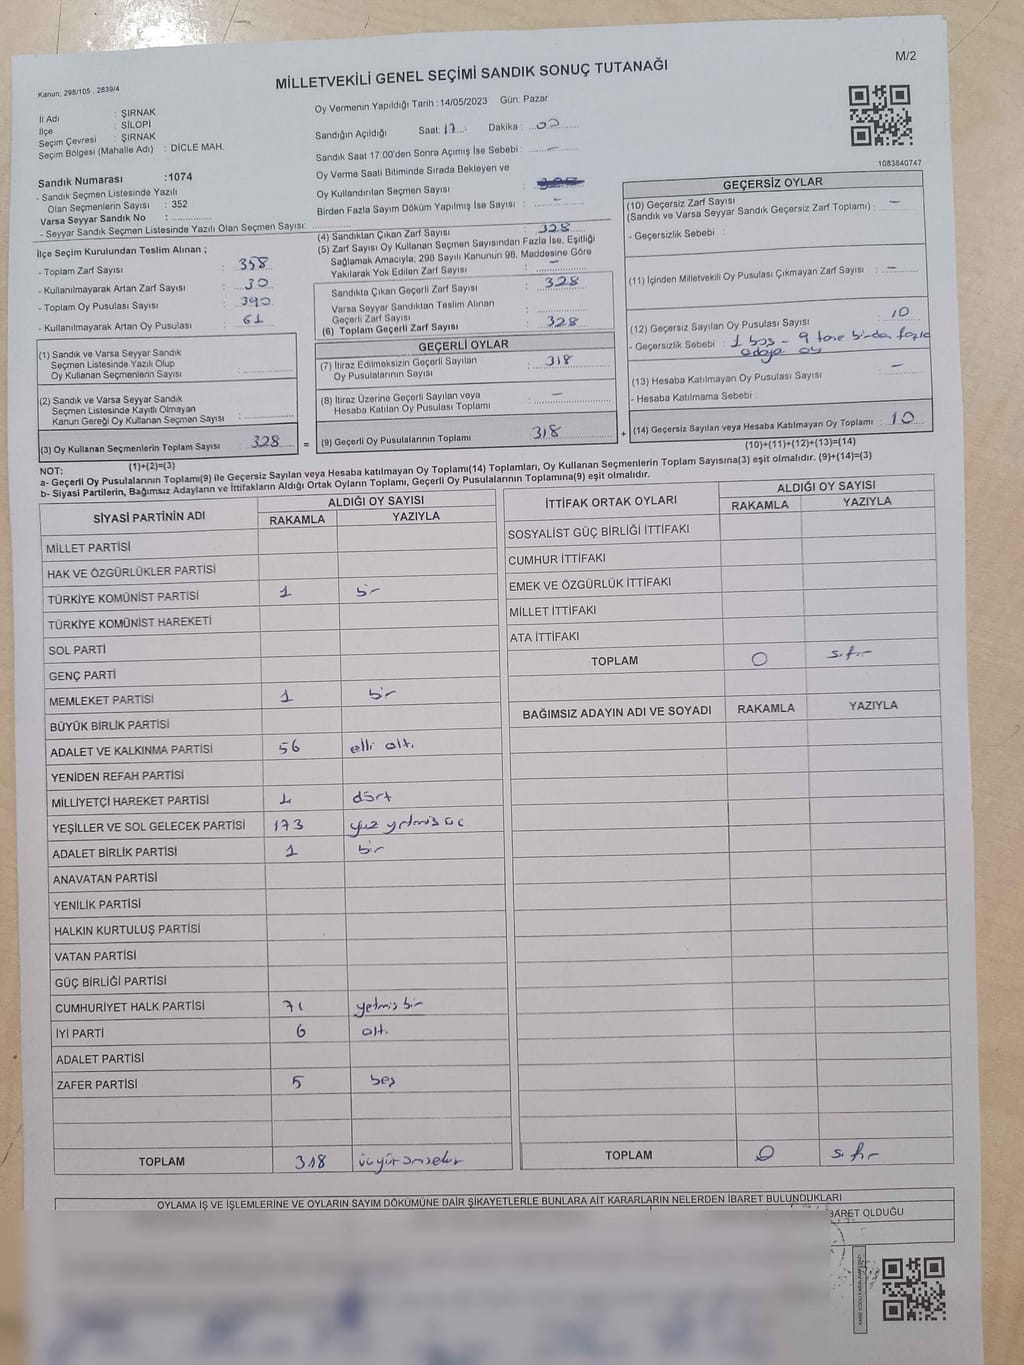 M/2
MİLLETVEKİLİ GENEL SEÇİMİ SANDIK SONUÇ TUTANAĞI
Kanun: 298/105 , 2839/4
İl Adı : ŞIRNAK
İlçe : SİLOPİ
Seçim Çevresi : ŞIRNAK
Seçim Bölgesi (Mahalle Adı) : DİCLE MAH.
Sandık Numarası :1074
- Sandık Seçmen Listesinde Yazılı
Olan Seçmenlerin Sayısı : 352
Varsa Seyyar Sandık No : ..............
- Seyyar Sandık Seçmen Listesinde Yazılı Olan Seçmen Sayısı:
Oy Vermenin Yapıldığı Tarih :14/05/2023 Gün: Pazar
Sandığın Açıldığı Saat: 17 Dakika : 02
Sandık Saat 17:00'den Sonra Açımış İse Sebebi : —
Oy Verme Saati Bitiminde Sırada Bekleyen ve
Oy Kullandırılan Seçmen Sayısı :
Birden Fazla Sayım Döküm Yapılmış İse Sayısı : —
1083840747
İlçe Seçim Kurulundan Teslim Alınan ;
- Toplam Zarf Sayısı : 358
- Kullanılmayarak Artan Zarf Sayısı : 30
- Toplam Oy Pusulası Sayısı : 390
- Kullanılmayarak Artan Oy Pusulası : 61
(1) Sandık ve Varsa Seyyar Sandık
Seçmen Listesinde Yazılı Olup
Oy Kullanan Seçmenlerin Sayısı :
(2) Sandık ve Varsa Seyyar Sandık
Seçmen Listesinde Kayıtlı Olmayan
Kanun Gereği Oy Kullanan Seçmen Sayısı :
(3) Oy Kullanan Seçmenlerin Toplam Sayısı 328 =
(1)+(2)=(3)
(4) Sandıktan Çıkan Zarf Sayısı : 328
(5) Zarf Sayısı Oy Kullanan Seçmen Sayısından Fazla İse, Eşitliği
Sağlamak Amacıyla; 298 Sayılı Kanunun 98. Maddesine Göre
Yakılarak Yok Edilen Zarf Sayısı : —
Sandıkta Çıkan Geçerli Zarf Sayısı : 328
Varsa Seyyar Sandıktan Teslim Alınan
Geçerli Zarf Sayısı :
(6) Toplam Geçerli Zarf Sayısı : 328
GEÇERLİ OYLAR
(7) İtiraz Edilmeksizin Geçerli Sayılan
Oy Pusulalarının Sayısı : 318
(8) İtiraz Üzerine Geçerli Sayılan veya
Hesaba Katılan Oy Pusulası Toplamı : —
(9) Geçerli Oy Pusulalarının Toplamı : 318 +
GEÇERSİZ OYLAR
(10) Geçersiz Zarf Sayısı
(Sandık ve Varsa Seyyar Sandık Geçersiz Zarf Toplamı) : —
- Geçersizlik Sebebi :
(11) İçinden Milletvekili Oy Pusulası Çıkmayan Zarf Sayısı : —
(12) Geçersiz Sayılan Oy Pusulası Sayısı : 10
- Geçersizlik Sebebi : 1 boş - 9 tane birden fazla
adaya oy
(13) Hesaba Katılmayan Oy Pusulası Sayısı : —
- Hesaba Katılmama Sebebi :
(14) Geçersiz Sayılan veya Hesaba Katılmayan Oy Toplamı : 10
(10)+(11)+(12)+(13)=(14)
NOT:
a- Geçerli Oy Pusulalarının Toplamı(9) ile Geçersiz Sayılan veya Hesaba katılmayan Oy Toplamı(14) Toplamları, Oy Kullanan Seçmenlerin Toplam Sayısına(3) eşit olmalıdır. (9)+(14)=(3)
b- Siyasi Partilerin, Bağımsız Adayların ve İttifakların Aldığı Ortak Oyların Toplamı, Geçerli Oy Pusulalarının Toplamına(9) eşit olmalıdır.
SİYASİ PARTİNİN ADI ALDIĞI OY SAYISI
RAKAMLA YAZIYLA
MİLLET PARTİSİ
HAK VE ÖZGÜRLÜKLER PARTİSİ
TÜRKİYE KOMÜNİST PARTİSİ 1 bir
TÜRKİYE KOMÜNİST HAREKETİ
SOL PARTİ
GENÇ PARTİ
MEMLEKET PARTİSİ 1 bir
BÜYÜK BİRLİK PARTİSİ
ADALET VE KALKINMA PARTİSİ 56 elli altı
YENİDEN REFAH PARTİSİ
MİLLİYETÇİ HAREKET PARTİSİ 4 dört
YEŞİLLER VE SOL GELECEK PARTİSİ 173 yüz yetmiş üç
ADALET BİRLİK PARTİSİ 1 bir
ANAVATAN PARTİSİ
YENİLİK PARTİSİ
HALKIN KURTULUŞ PARTİSİ
VATAN PARTİSİ
GÜÇ BİRLİĞİ PARTİSİ
CUMHURİYET HALK PARTİSİ 71 yetmiş bir
İYİ PARTİ 6 altı
ADALET PARTİSİ
ZAFER PARTİSİ 5 beş
TOPLAM 318 üçyüz onsekiz
İTTİFAK ORTAK OYLARI ALDIĞI OY SAYISI
RAKAMLA YAZIYLA
SOSYALİST GÜÇ BİRLİĞİ İTTİFAKI
CUMHUR İTTİFAKI
EMEK VE ÖZGÜRLÜK İTTİFAKI
MİLLET İTTİFAKI
ATA İTTİFAKI
TOPLAM 0 sıfır
BAĞIMSIZ ADAYIN ADI VE SOYADI RAKAMLA YAZIYLA
TOPLAM 0 sıfır
OYLAMA İŞ VE İŞLEMLERİNE VE OYLARIN SAYIM DÖKÜMÜNE DAİR ŞİKAYETLERLE BUNLARA AİT KARARLARIN NELERDEN İBARET BULUNDUKLARI
İBARET OLDUĞU